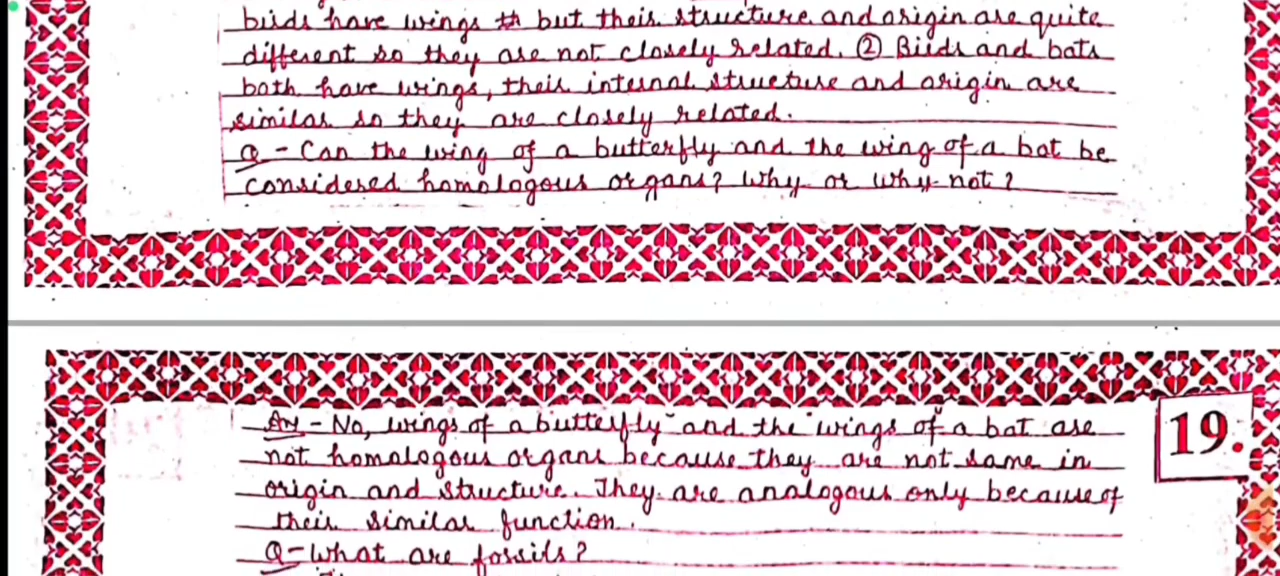 birds have wings th but their structure and origin are quite
different so they are not closely related. ② Birds and bats
both have wings, their internal structure and origin are
similar so they are closely related.
Q - Can the wing of a butterfly and the wing of a bat be
considered homologous organs? Why or why not?
19.
Ans - No, wings of a butterfly and the wings of a bat are
not homologous organs because they are not same in
origin and structure. They are analogous only because of
their similar function.
Q - What are fossils?